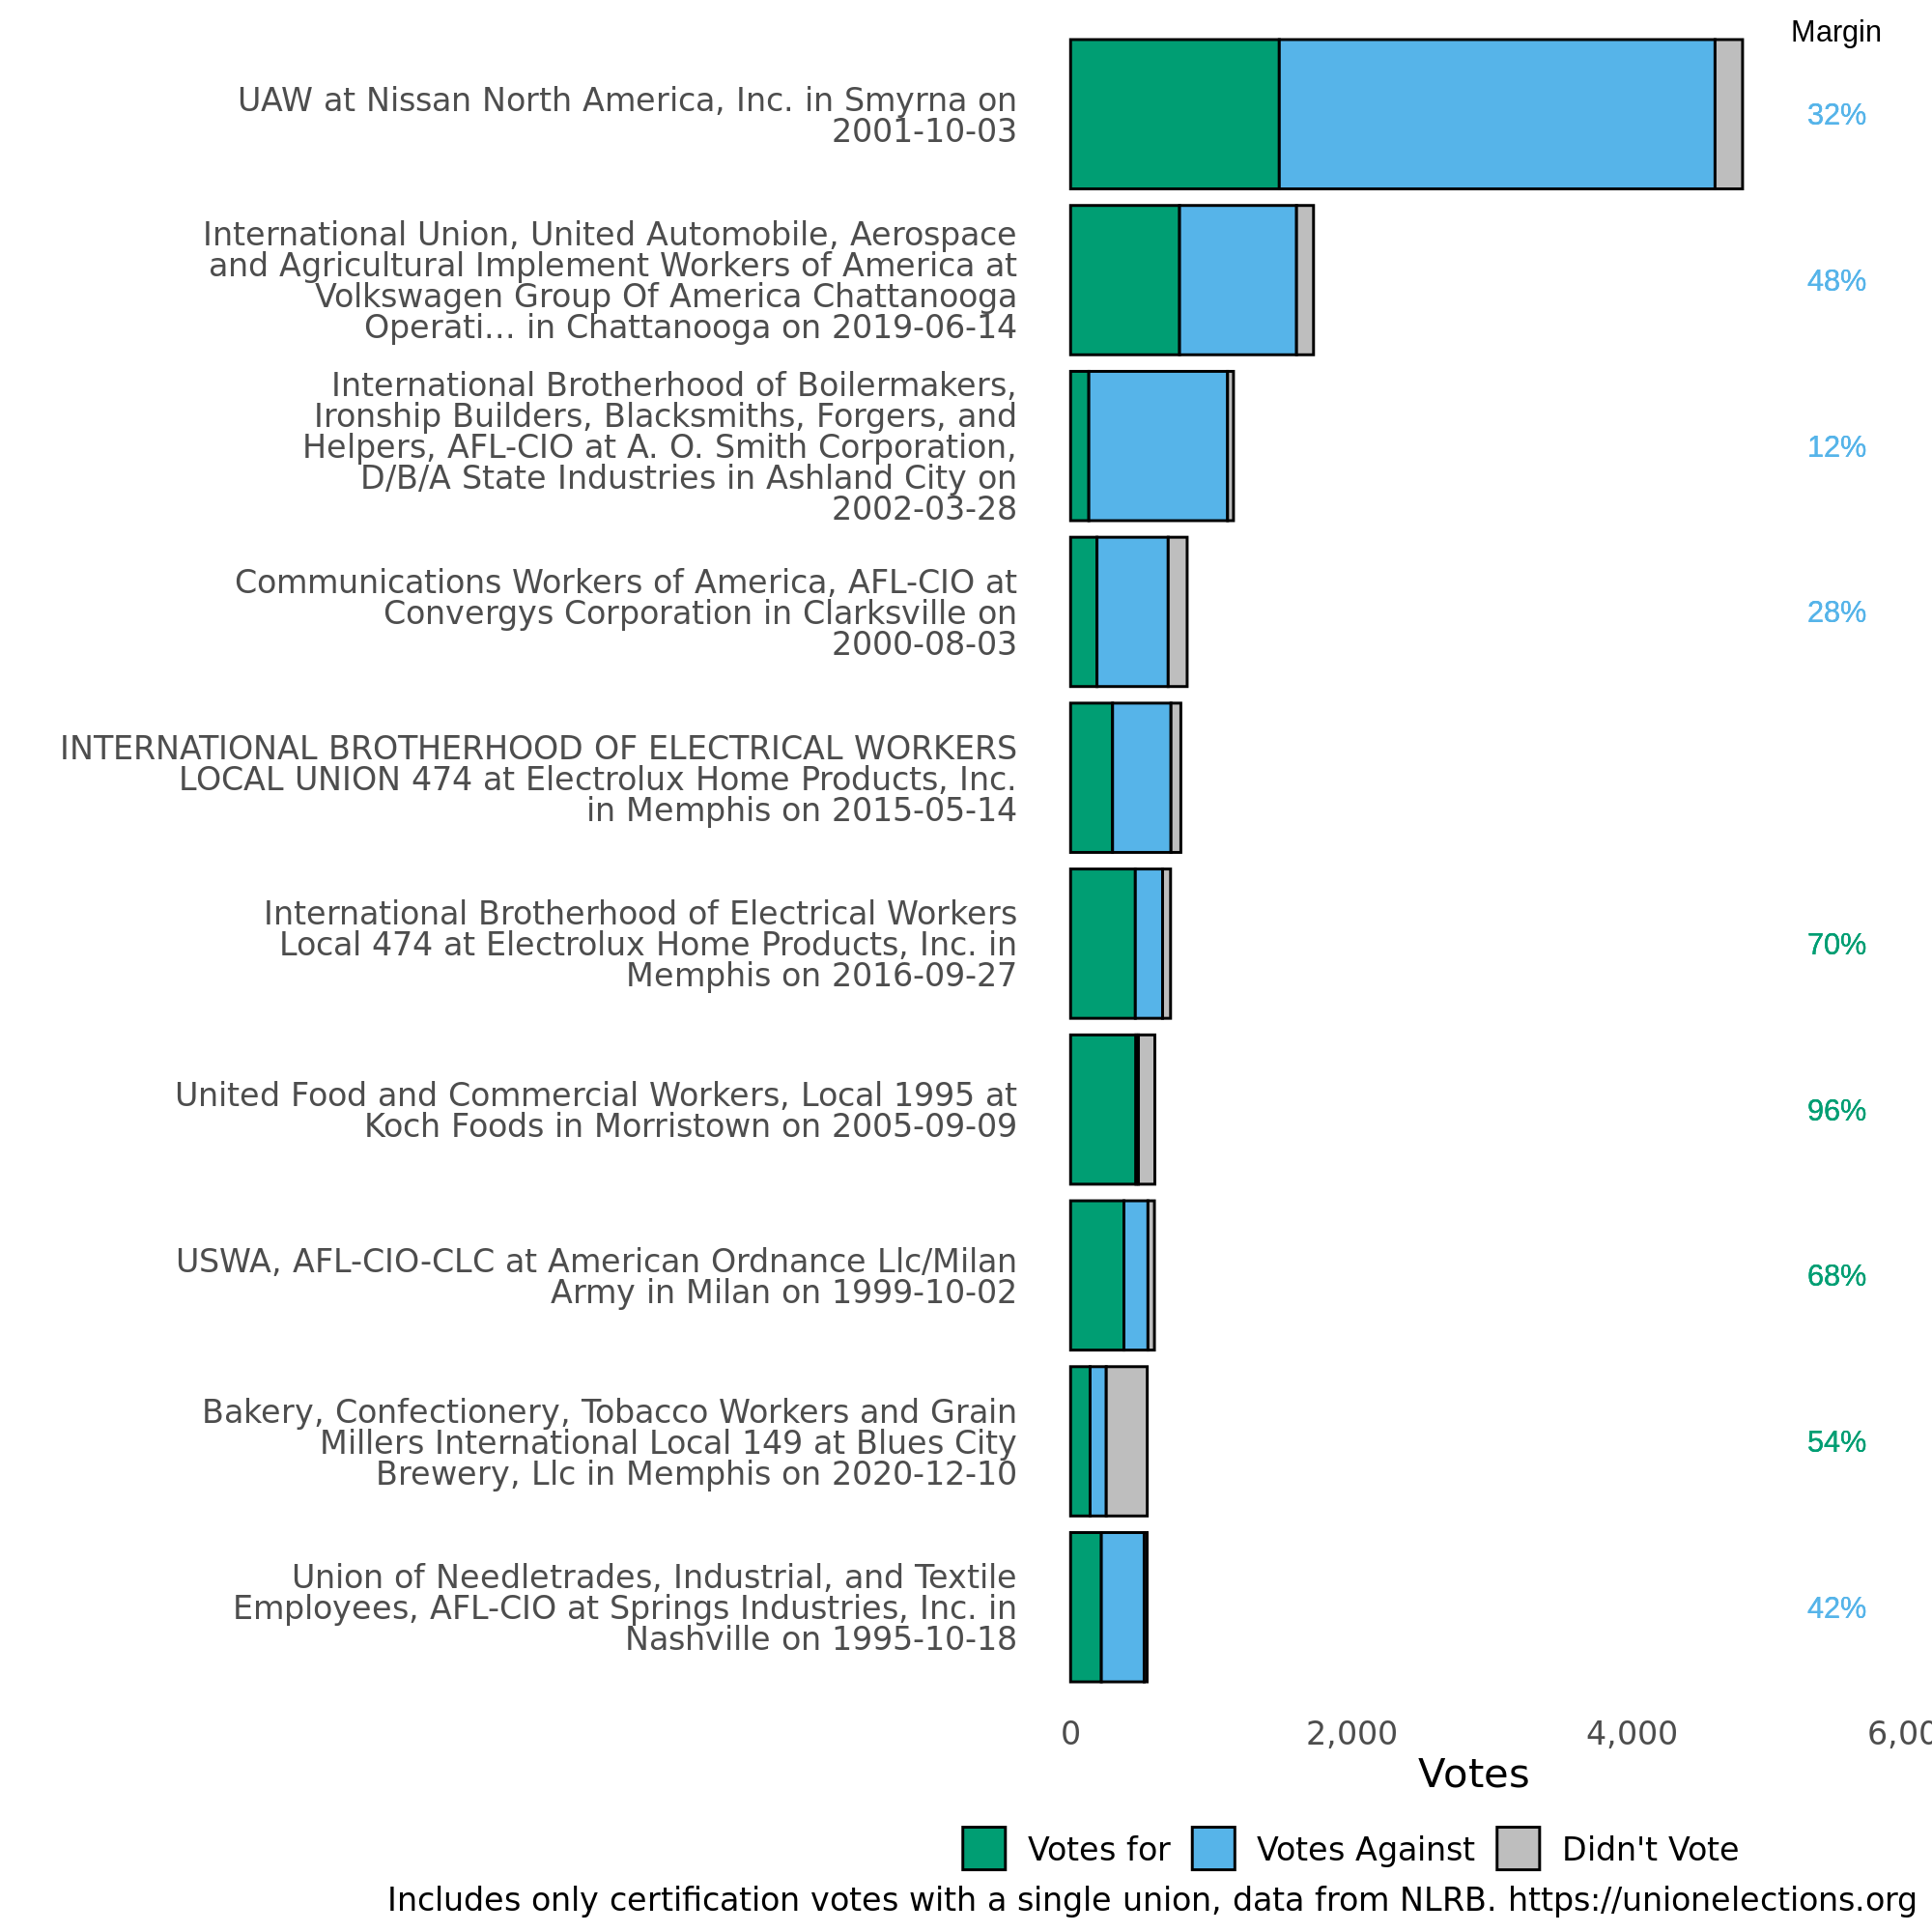 Margin
UAW at Nissan North America, Inc. in Smyrna on
2001-10-03
32%
International Union, United Automobile, Aerospace
and Agricultural Implement Workers of America at
Volkswagen Group Of America Chattanooga
Operati… in Chattanooga on 2019-06-14
48%
International Brotherhood of Boilermakers,
Ironship Builders, Blacksmiths, Forgers, and
Helpers, AFL-CIO at A. O. Smith Corporation,
D/B/A State Industries in Ashland City on
2002-03-28
12%
Communications Workers of America, AFL-CIO at
Convergys Corporation in Clarksville on
2000-08-03
28%
INTERNATIONAL BROTHERHOOD OF ELECTRICAL WORKERS
LOCAL UNION 474 at Electrolux Home Products, Inc.
in Memphis on 2015-05-14
International Brotherhood of Electrical Workers
Local 474 at Electrolux Home Products, Inc. in
Memphis on 2016-09-27
70%
United Food and Commercial Workers, Local 1995 at
Koch Foods in Morristown on 2005-09-09
96%
USWA, AFL-CIO-CLC at American Ordnance Llc/Milan
Army in Milan on 1999-10-02
68%
Bakery, Confectionery, Tobacco Workers and Grain
Millers International Local 149 at Blues City
Brewery, Llc in Memphis on 2020-12-10
54%
Union of Needletrades, Industrial, and Textile
Employees, AFL-CIO at Springs Industries, Inc. in
Nashville on 1995-10-18
42%
0 2,000 4,000
Votes
Votes for Votes Against Didn't Vote
Includes only certification votes with a single union, data from NLRB. https://unionelections.org